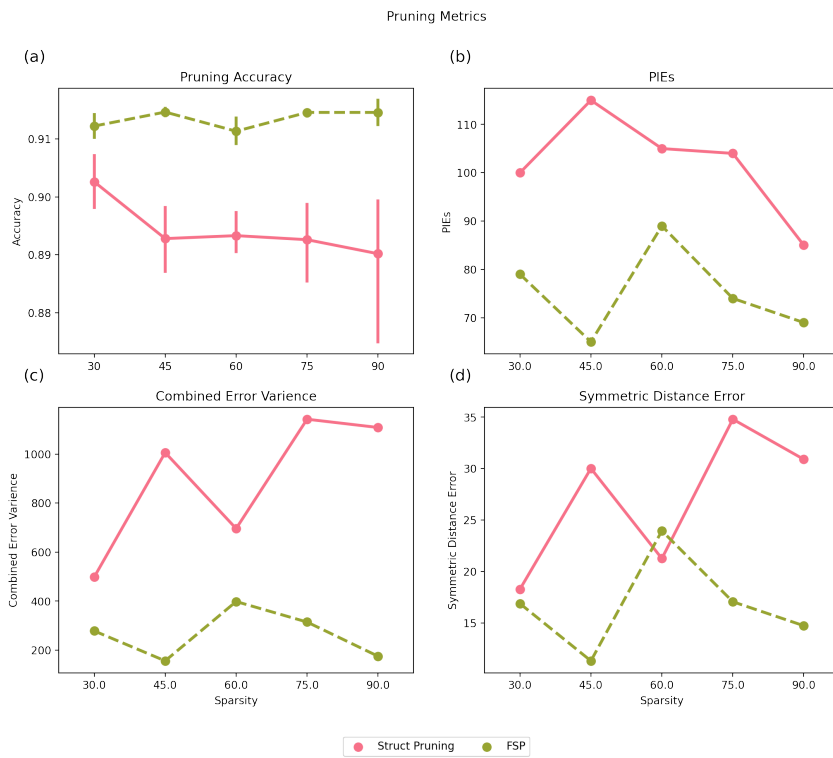 Pruning Metrics
(a)
Pruning Accuracy
Accuracy
0.91
0.90
0.89
0.88
30
45
60
75
90
(b)
PIEs
PIEs
110
100
90
80
70
30.0
45.0
60.0
75.0
90.0
(c)
Combined Error Varience
Combined Error Varience
1000
800
600
400
200
30.0
45.0
60.0
75.0
90.0
Sparsity
(d)
Symmetric Distance Error
Symmetric Distance Error
35
30
25
20
15
30.0
45.0
60.0
75.0
90.0
Sparsity
Struct Pruning
FSP